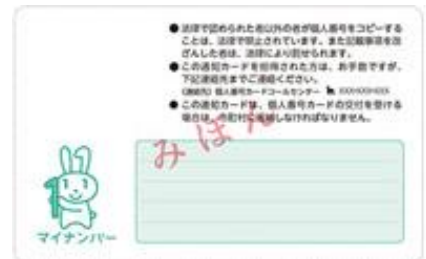 ● 法律で認められた者以外の者が個人番号をコピーする
ことは、法律で禁止されています。また記載事項を改
ざんした者は、法律により罰せられます。
● この通知カードを拾得された方は、お手数ですが、
下記連絡先までご連絡ください。
(連絡先) 個人番号カードコールセンター
● この通知カードは、個人番号カードの交付を受ける
場合は、市町村に返納しなければなりません。
みほん
マイナンバー